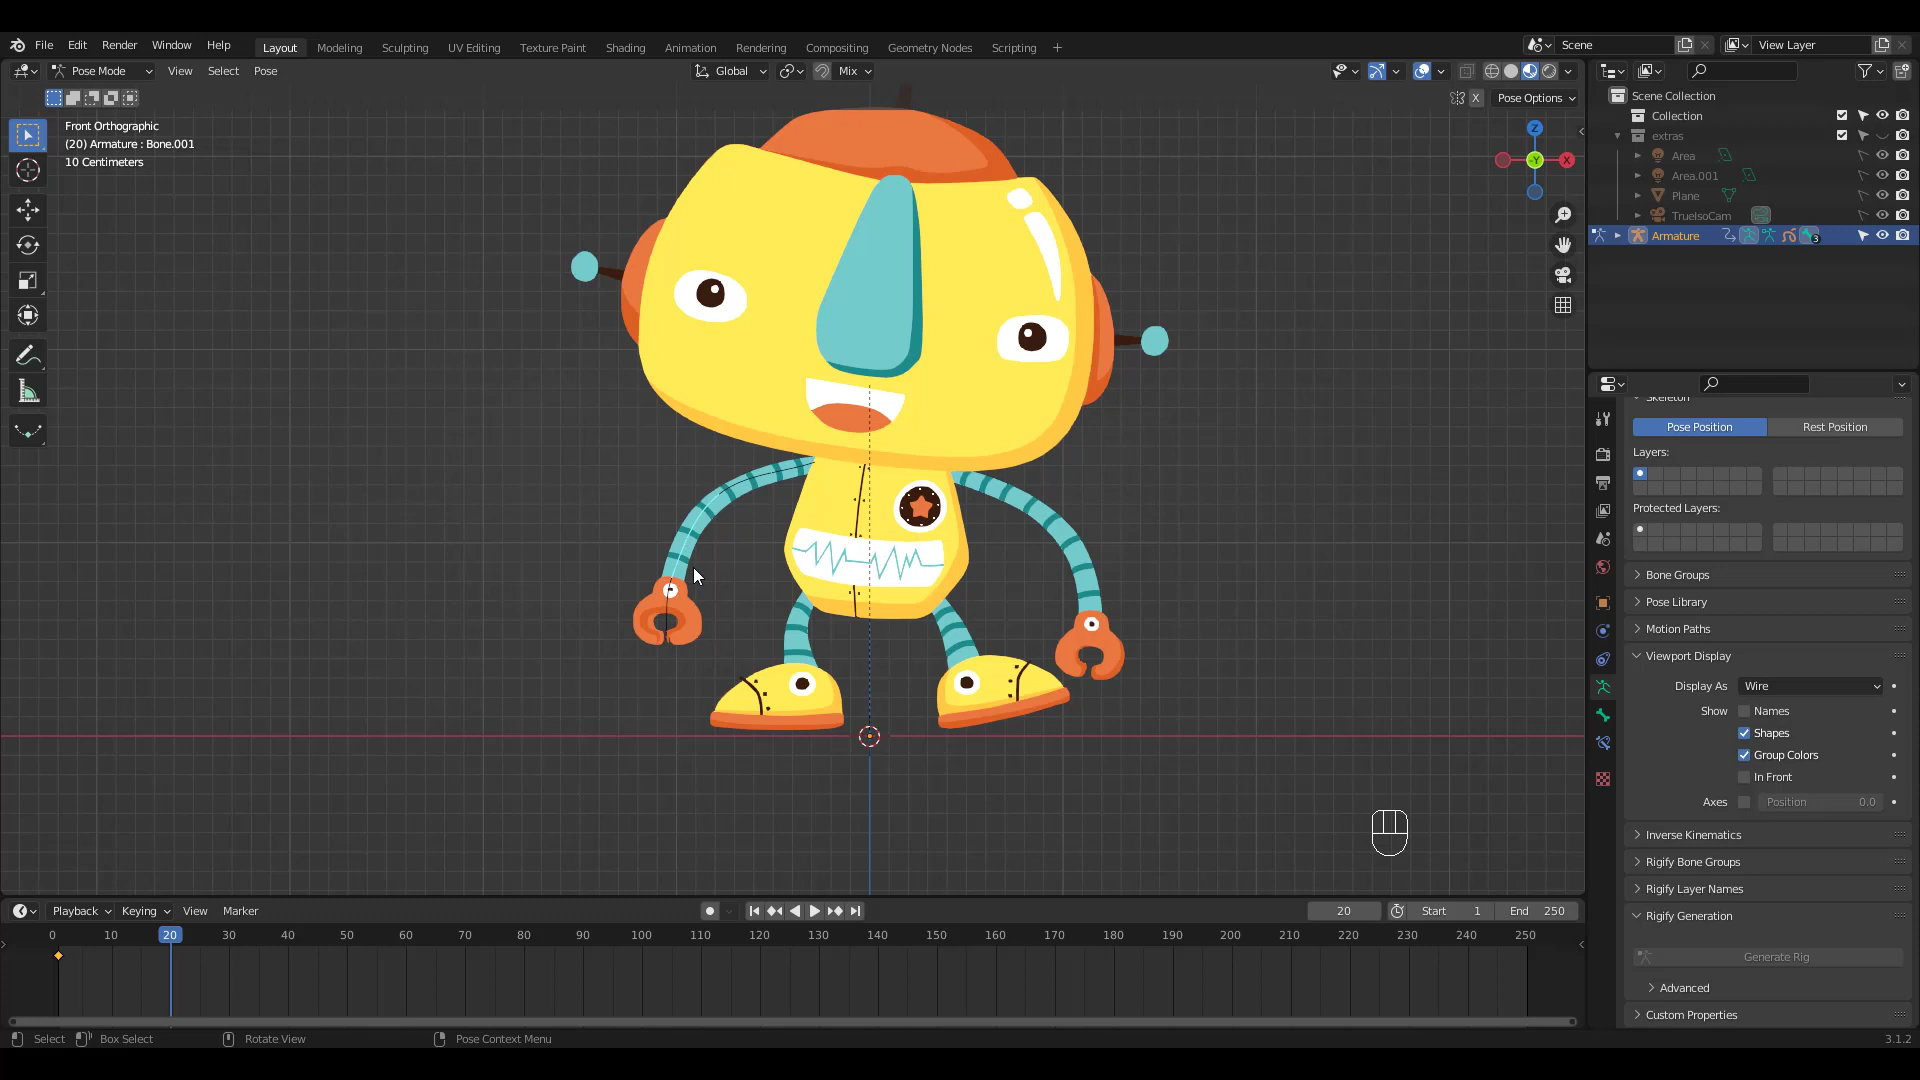 File Edit Render Window Help Layout Modeling Sculpting UV Editing Texture Paint Shading Animation Rendering Compositing Geometry Nodes Scripting + Scene View Layer
Pose Mode View Select Pose Global Mix
X Pose Options
Front Orthographic
(20) Armature : Bone.001
10 Centimeters
Z
Y X
Scene Collection
Collection
extras
Area
Area.001
Plane
TrueIsoCam
Armature 3
Skeleton
Pose Position Rest Position
Layers:
Protected Layers:
Bone Groups
Pose Library
Motion Paths
Viewport Display
Display As Wire
Show Names
Shapes
Group Colors
In Front
Axes Position 0.0
Inverse Kinematics
Rigify Bone Groups
Rigify Layer Names
Rigify Generation
Generate Rig
Advanced
Custom Properties
Playback Keying View Marker 20 Start 1 End 250
0 10 20 30 40 50 60 70 80 90 100 110 120 130 140 150 160 170 180 190 200 210 220 230 240 250
Select Box Select Rotate View Pose Context Menu 3.1.2